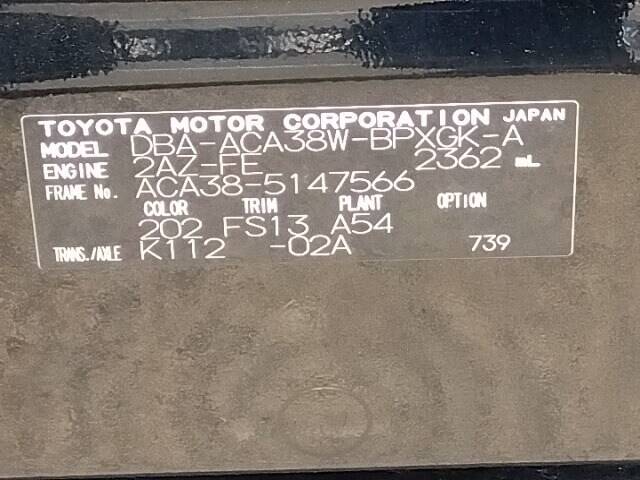 TOYOTA MOTOR CORPORATION JAPAN
MODEL DBA-ACA38W-BPXGK-A
ENGINE 2AZ-FE 2362 mL
FRAME No. ACA38-5147566
COLOR TRIM PLANT OPTION
202 FS13 A54
TRANS./AXLE K112 -02A 739